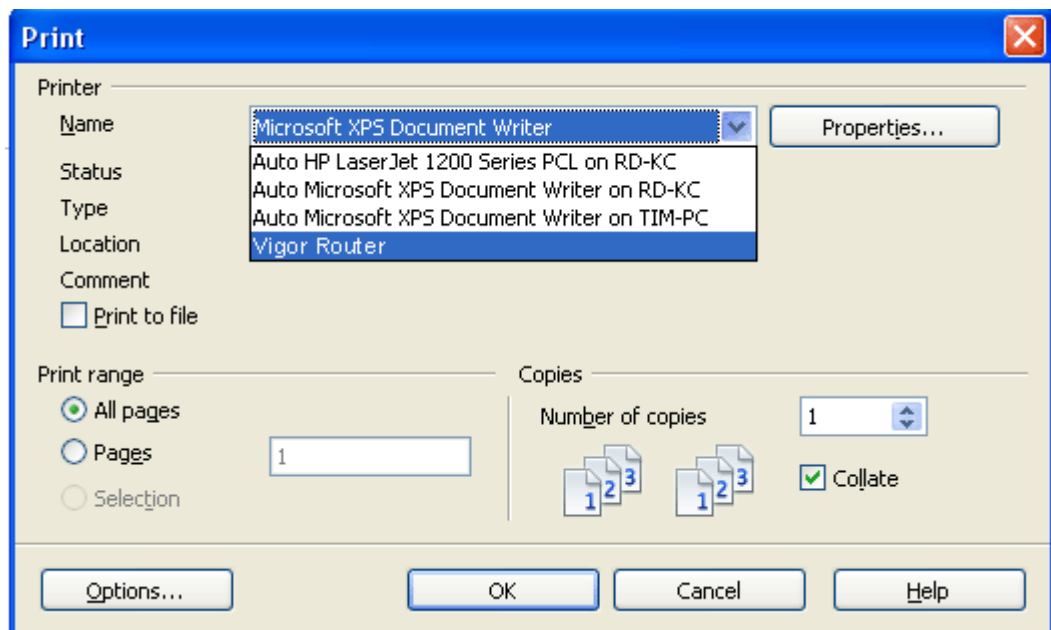 Print
Printer
Name
Microsoft XPS Document Writer
Properties...
Auto HP LaserJet 1200 Series PCL on RD-KC
Status
Auto Microsoft XPS Document Writer on RD-KC
Type
Auto Microsoft XPS Document Writer on TIM-PC
Location
Vigor Router
Comment
Print to file
Print range
Copies
All pages
Number of copies
1
Pages
1
1 2 3
1 2 3
Collate
Selection
Options...
OK
Cancel
Help